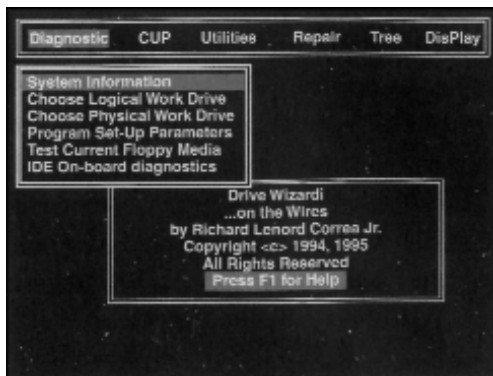 Diagnostic CUP Utilities Repair Tree DisPlay
System Information
Choose Logical Work Drive
Choose Physical Work Drive
Program Set-Up Parameters
Test Current Floppy Media
IDE On-board diagnostics
Drive Wizardi
...on the Wires
by Richard Lenord Correa Jr.
Copyright <c> 1994, 1995
All Rights Reserved
Press F1 for Help